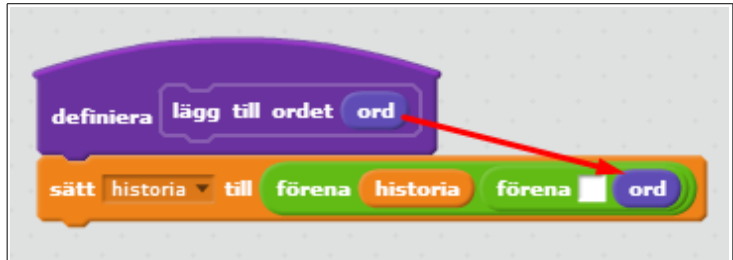 definiera lägg till ordet ord
sätt historia till förena historia förena ord